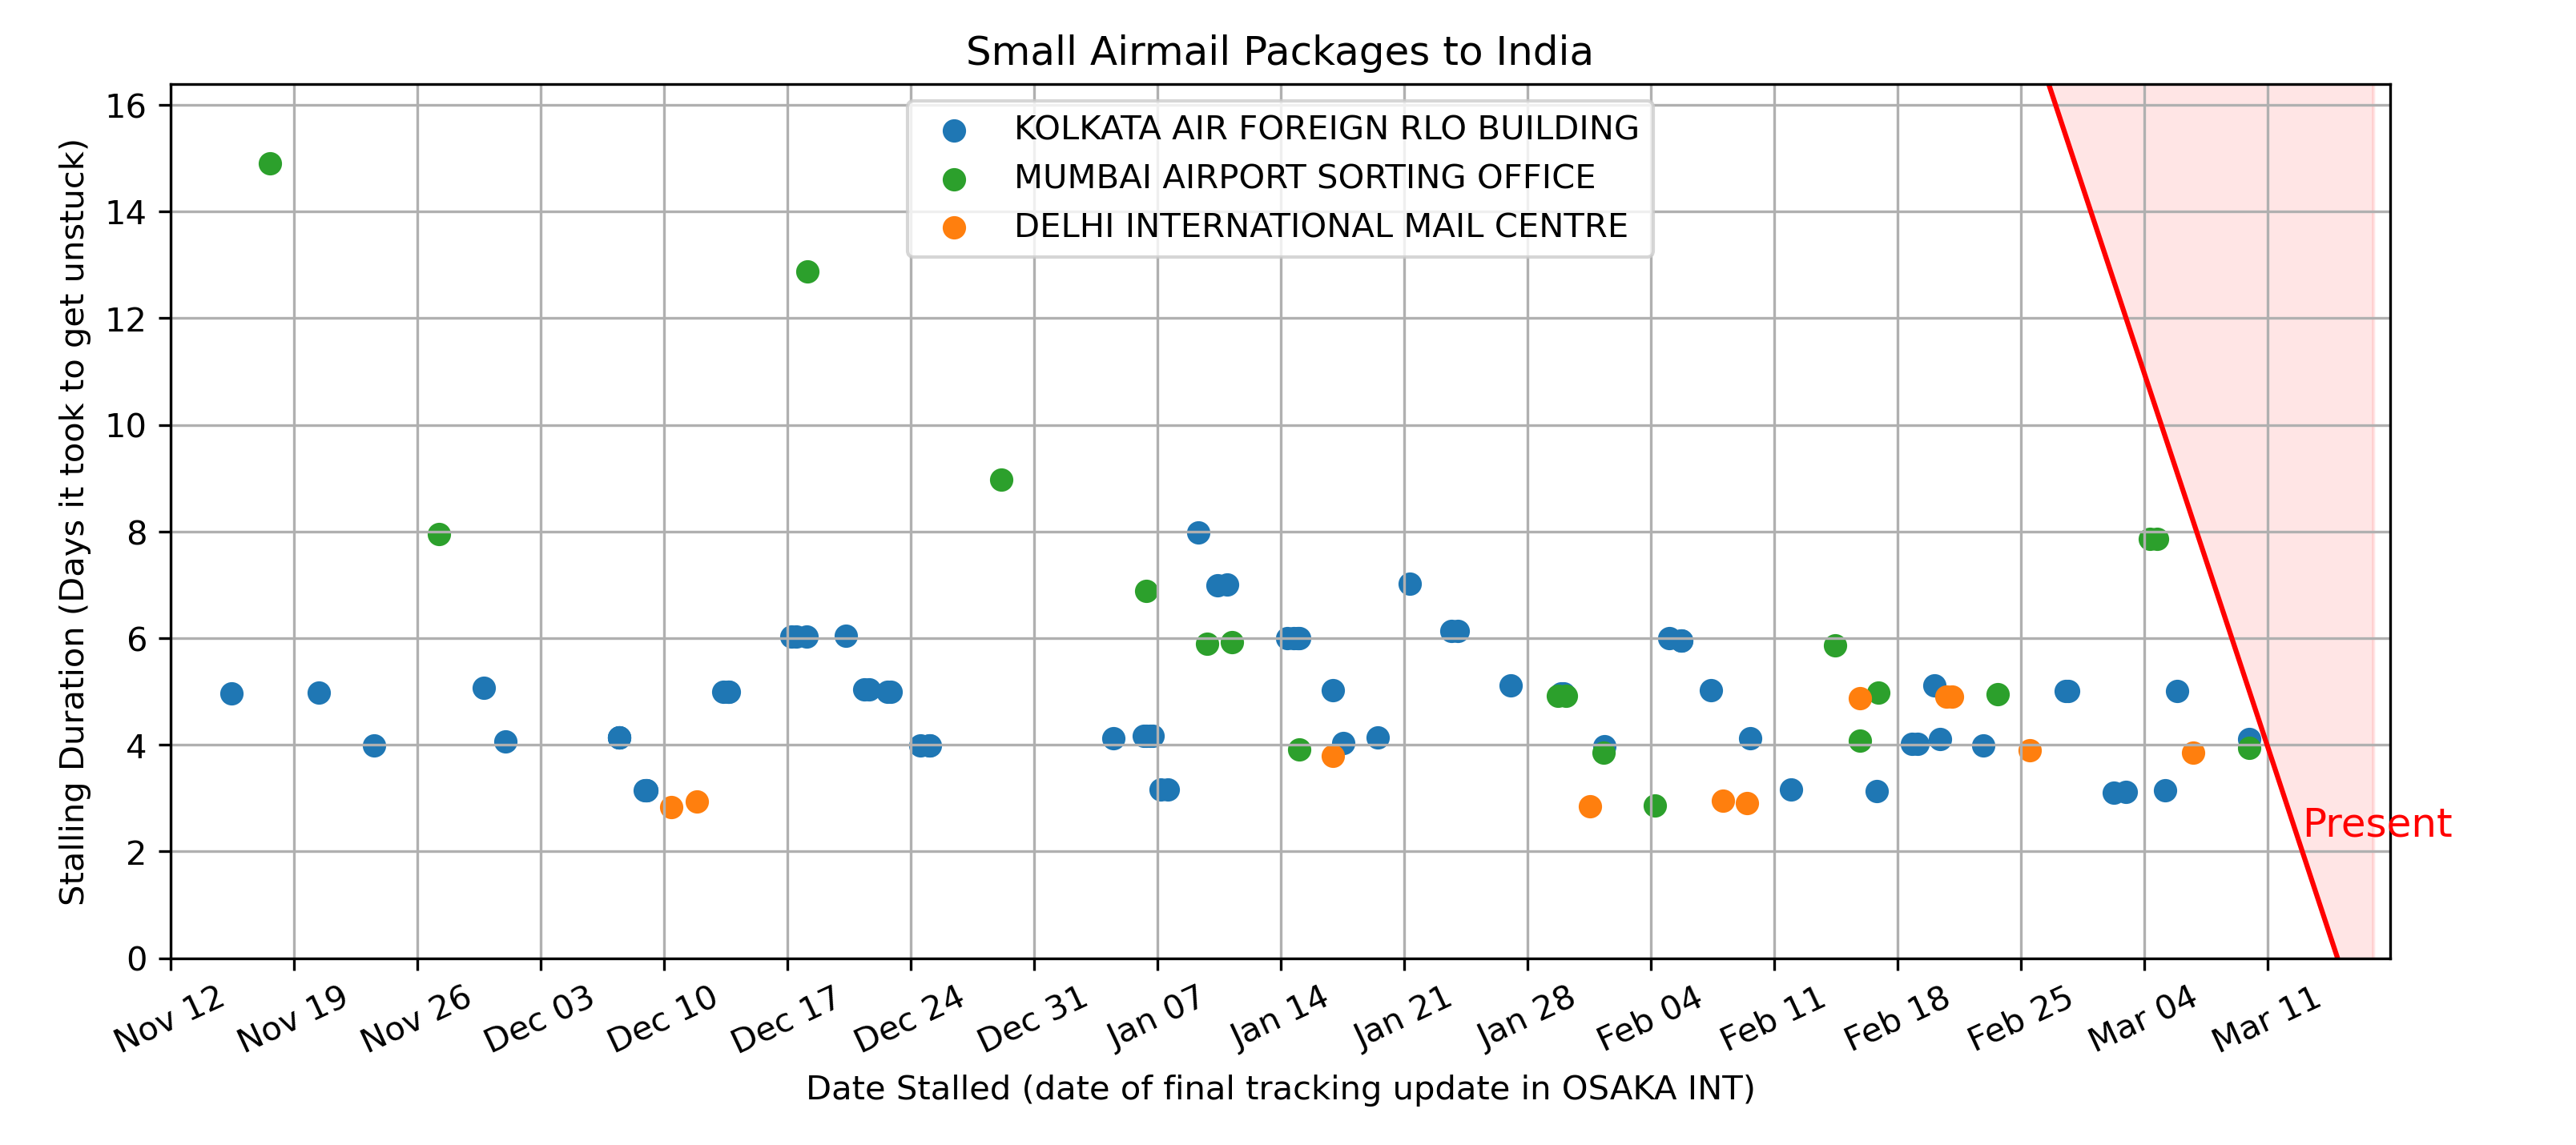 Small Airmail Packages to India
KOLKATA AIR FOREIGN RLO BUILDING
MUMBAI AIRPORT SORTING OFFICE
DELHI INTERNATIONAL MAIL CENTRE
Stalling Duration (Days it took to get unstuck)
16
14
12
10
8
6
4
2
0
Present
Nov 12 Nov 19 Nov 26 Dec 03 Dec 10 Dec 17 Dec 24 Dec 31 Jan 07 Jan 14 Jan 21 Jan 28 Feb 04 Feb 11 Feb 18 Feb 25 Mar 04 Mar 11
Date Stalled (date of final tracking update in OSAKA INT)